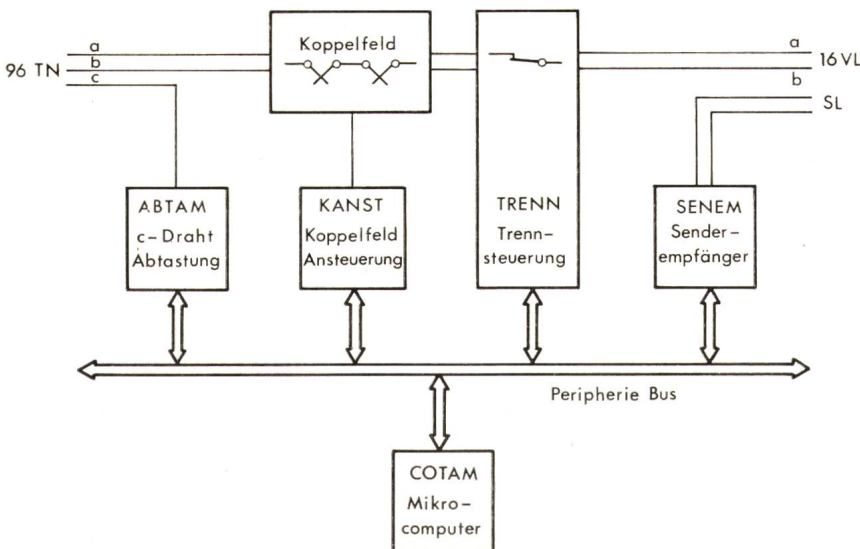 Koppelfeld
96 TN
a
b
c
a
16 VL
b
SL
ABTAM
c-Draht
Abtastung
KANST
Koppelfeld
Ansteuerung
TRENN
Trenn-
steuerung
SENEM
Sender-
empfänger
Peripherie Bus
COTAM
Mikro-
computer